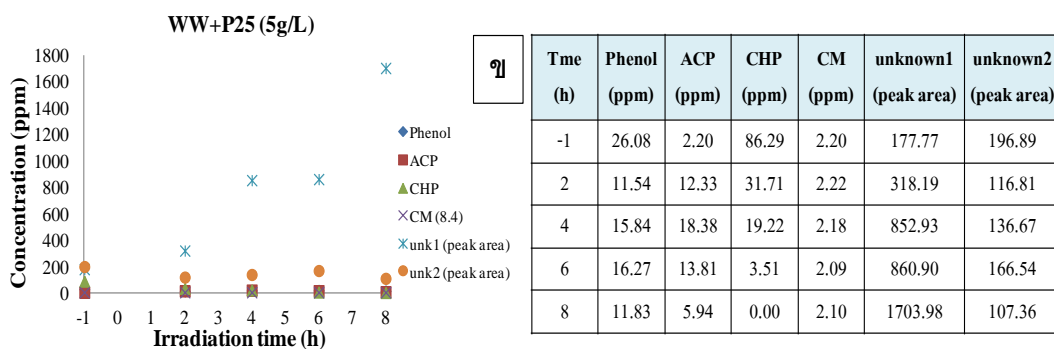 WW+P25 (5g/L)
Concentration (ppm)
1800
1600
1400
1200
1000
800
600
400
200
0
-1 0 1 2 3 4 5 6 7 8
Irradiation time (h)
Phenol
ACP
CHP
CM (8.4)
unk1 (peak area)
unk2 (peak area)
ข
Tme (h) Phenol (ppm) ACP (ppm) CHP (ppm) CM (ppm) unknown1 (peak area) unknown2 (peak area)
-1 26.08 2.20 86.29 2.20 177.77 196.89
2 11.54 12.33 31.71 2.22 318.19 116.81
4 15.84 18.38 19.22 2.18 852.93 136.67
6 16.27 13.81 3.51 2.09 860.90 166.54
8 11.83 5.94 0.00 2.10 1703.98 107.36